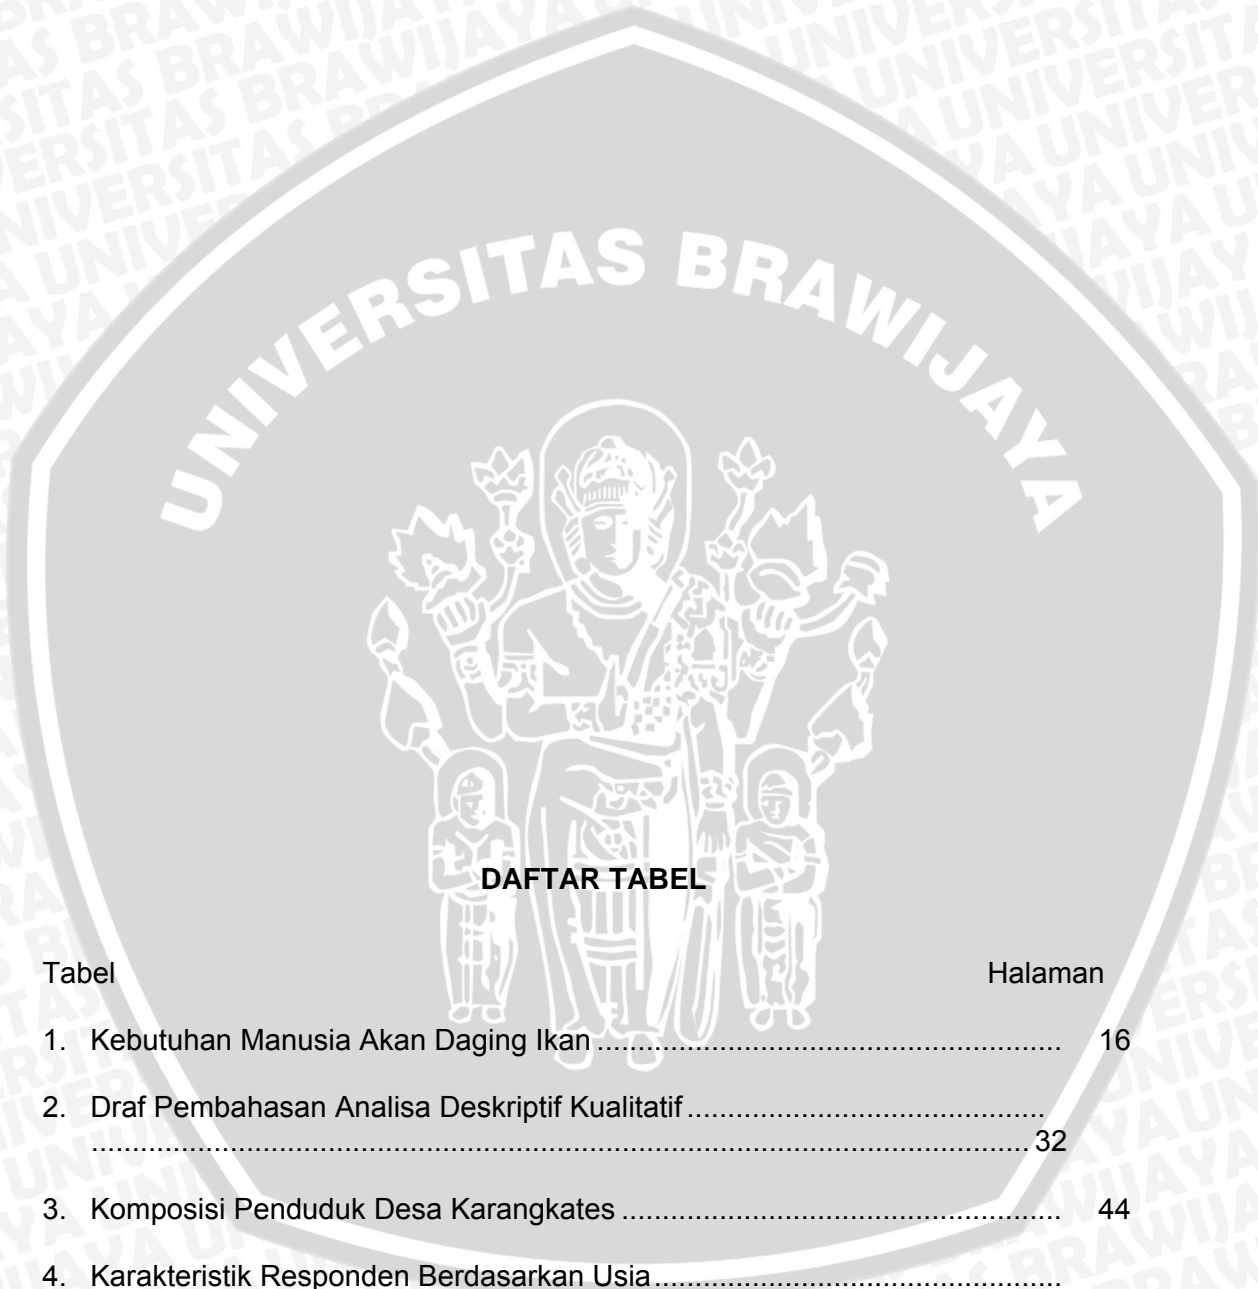 UNIVERSITAS BRAWIJAYA
DAFTAR TABEL
Tabel Halaman
1. Kebutuhan Manusia Akan Daging Ikan ........................................................ 16
2. Draf Pembahasan Analisa Deskriptif Kualitatif ...........................................
.................................................................................................................. 32
3. Komposisi Penduduk Desa Karangkates ..................................................... 44
4. Karakteristik Responden Berdasarkan Usia .................................................